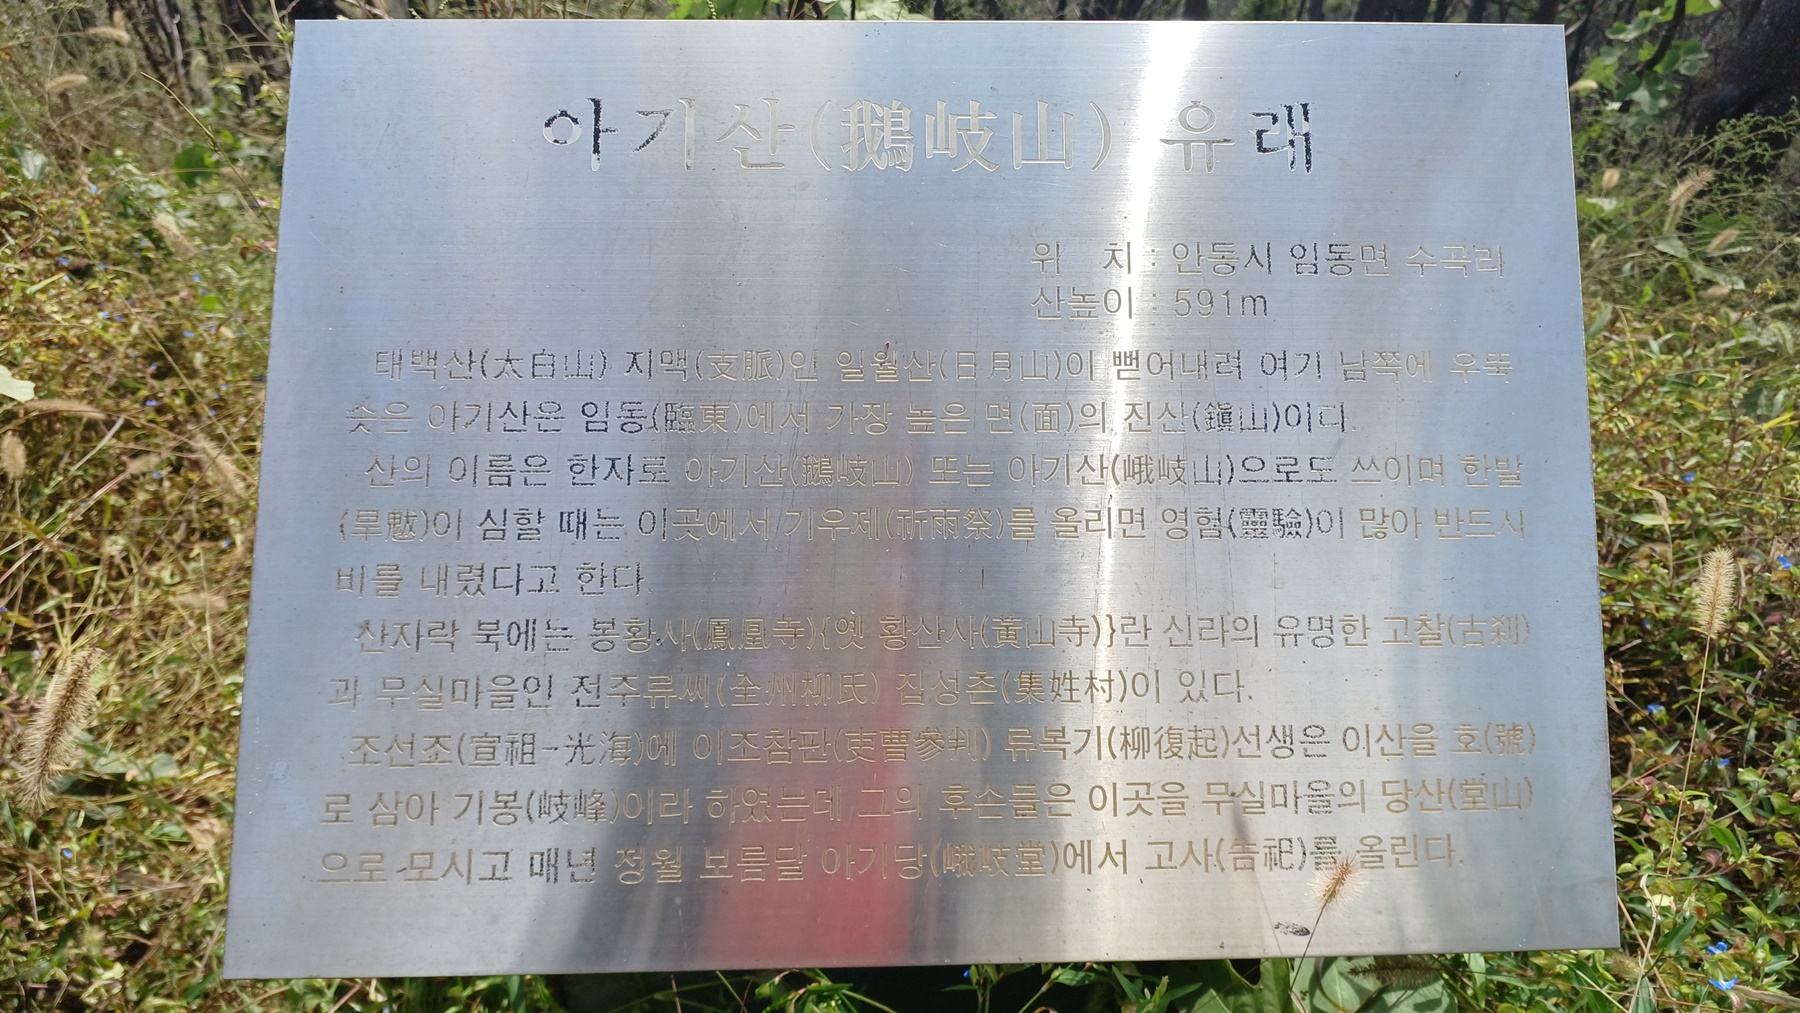 아기산(鵝岐山) 유래
위 치 : 안동시 임동면 수곡리
산높이 : 591m
태백산(太白山) 지맥(支脈)인 일월산(日月山)이 뻗어내려 여기 남쪽에 우뚝
솟은 아기산은 임동(臨東)에서 가장 높은 면(面)의 진산(鎭山)이다.
산의 이름은 한자로 아기산(鵝岐山) 또는 아기산(峨岐山)으로도 쓰이며 한발
(旱魃)이 심할 때는 이곳에서 기우제(祈雨祭)를 올리면 영험(靈驗)이 많아 반드시
비를 내렸다고 한다.
산자락 북에는 봉황사(鳳凰寺){옛 황산사(黃山寺)}란 신라의 유명한 고찰(古刹)
과 무실마을인 전주류씨(全州柳氏) 집성촌(集姓村)이 있다.
조선조(宣祖-光海)에 이조참판(吏曹參判) 류복기(柳復起)선생은 이산을 호(號)
로 삼아 기봉(岐峰)이라 하였는데 그의 후손들은 이곳을 무실마을의 당산(堂山)
으로 모시고 매년 정월 보름달 아기당(峨岐堂)에서 고사(告祀)를 올린다.